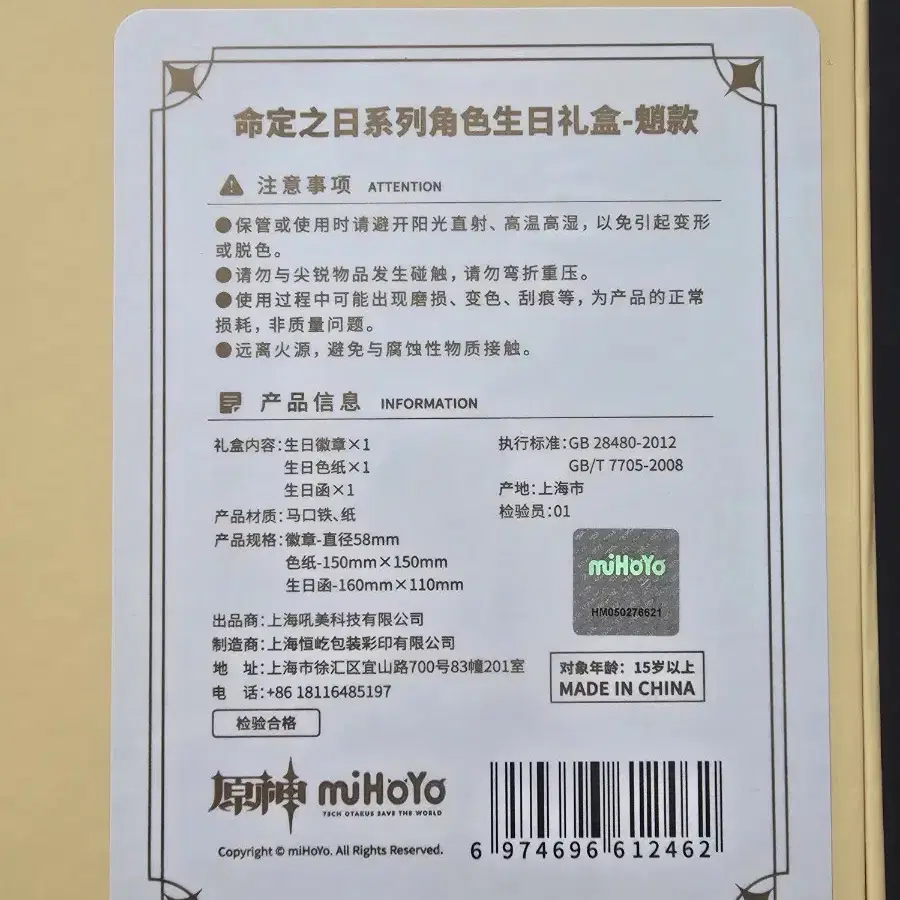 命定之日系列角色生日礼盒-魈款
注意事项 ATTENTION
●保管或使用时请避开阳光直射、高温高湿，以免引起变形
或脱色。
●请勿与尖锐物品发生碰触，请勿弯折重压。
●使用过程中可能出现磨损、变色、刮痕等，为产品的正常
损耗，非质量问题。
●远离火源，避免与腐蚀性物质接触。
产品信息 INFORMATION
礼盒内容：生日徽章×1
生日色纸×1
生日函×1
产品材质：马口铁、纸
产品规格：徽章-直径58mm
色纸-150mm×150mm
生日函-160mm×110mm
执行标准：GB 28480-2012
GB/T 7705-2008
产地：上海市
检验员：01
miHoYo
HM050276621
出品商：上海吼美科技有限公司
制造商：上海恒屹包装彩印有限公司
地 址：上海市徐汇区宜山路700号83幢201室
电 话：+86 18116485197
对象年龄：15岁以上
MADE IN CHINA
检验合格
原神 miHoYo
TECH OTAKUS SAVE THE WORLD
Copyright © miHoYo. All Rights Reserved.
6 974696 612462